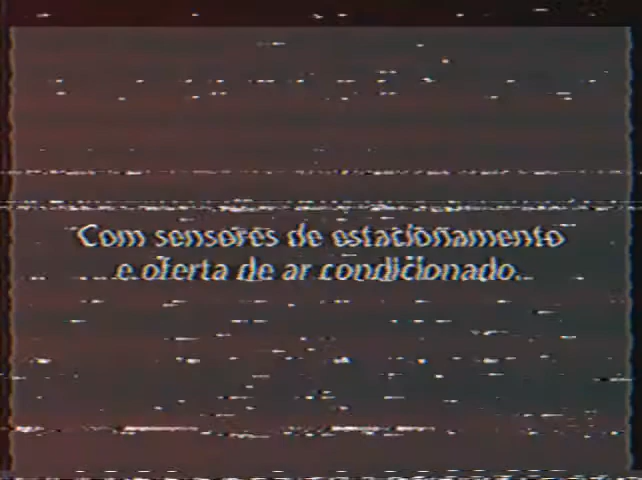 Com sensores de estacionamento
e oferta de ar condicionado.